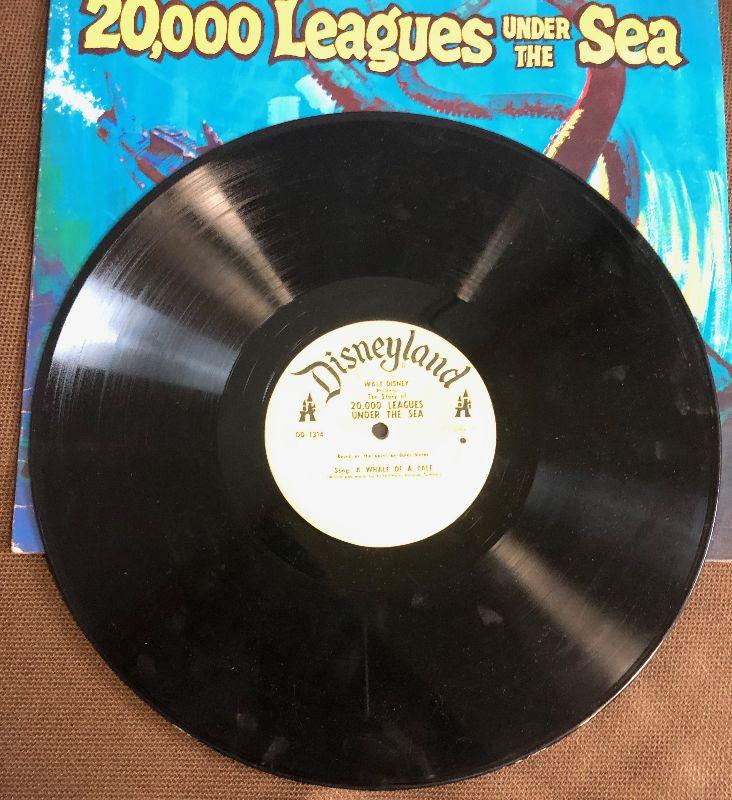 20,000 Leagues UNDER THE Sea
Disneyland
WALT DISNEY
Presents
The Story of
20,000 LEAGUES
UNDER THE SEA
DQ-1314
Based on the novel by Jules Verne
Song: A WHALE OF A TALE